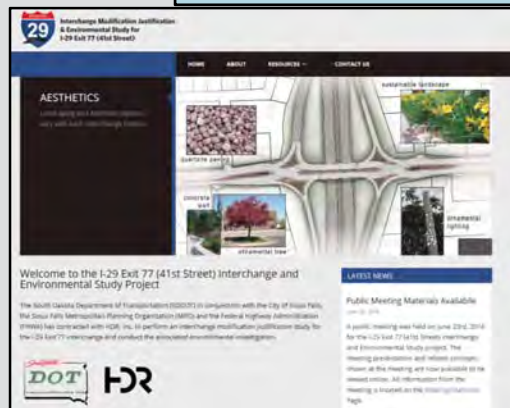 29
Interchange Modification Justification
& Environmental Study for
I-29 Exit 77 (41st Street)
HOME ABOUT RESOURCES CONTACT US
AESTHETICS
vary with each interchange
sustainable landscape
quartzite paving
concrete
wall
ornamental tree
ornamental
lighting
Welcome to the I-29 Exit 77 (41st Street) Interchange and
Environmental Study Project
The South Dakota Department of Transportation (SDDOT) in conjunction with the City of Sioux Falls,
the Sioux Falls Metropolitan Planning Organization (MPO) and the Federal Highway Administration
(FHWA) has contracted with HDR, Inc. to perform an interchange modification justification study for
the I-29 Exit 77 interchange and conduct the associated environmental investigation.
DOT
HDR
LATEST NEWS
Public Meeting Materials Available
A public meeting was held on June 23rd, 2016
for the I-29 Exit 77 (41st Street) Interchange
and Environmental Study project. The
meeting presentation and related concepts
shown at the meeting are now available to be
viewed online. All information from the
meeting is located on the
Page.